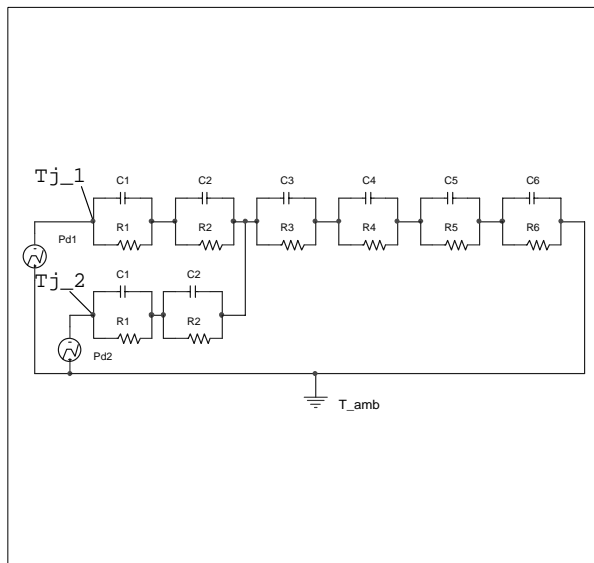 Tj_1 C1 C2 C3 C4 C5 C6
Pd1 R1 R2 R3 R4 R5 R6
Tj_2 C1 C2
R1 R2
Pd2
T_amb